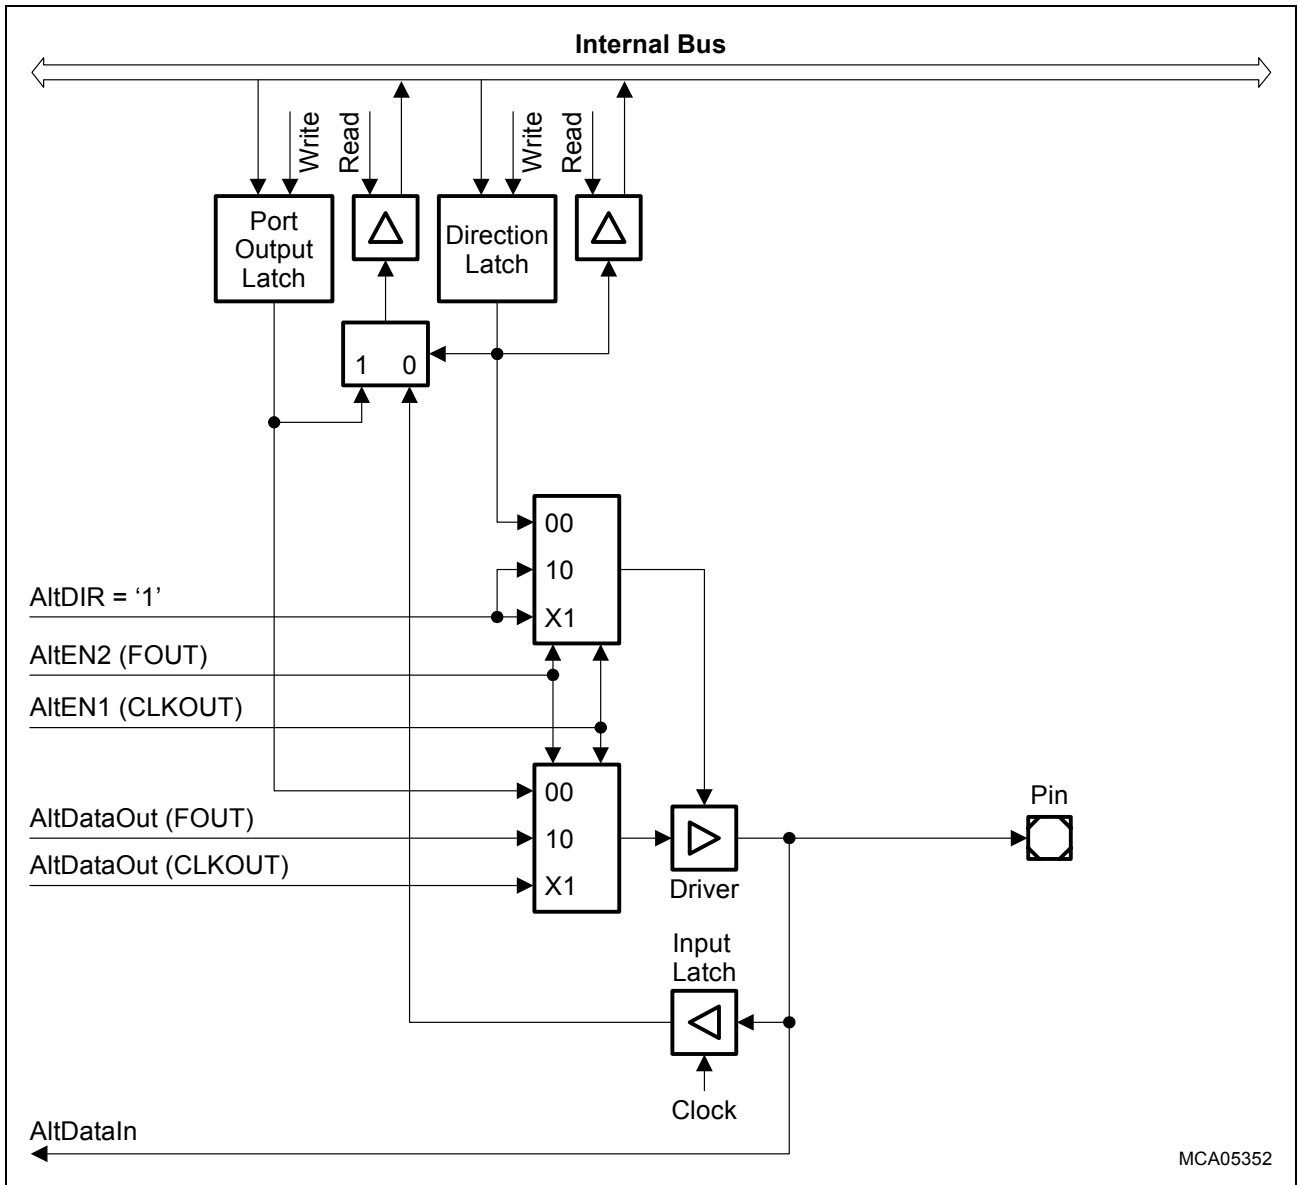 Internal Bus
Write
Read
Write
Read
Port
Output
Latch
Direction
Latch
1 0
00
10
X1
AltDIR = ‘1’
AltEN2 (FOUT)
AltEN1 (CLKOUT)
00
10
X1
AltDataOut (FOUT)
AltDataOut (CLKOUT)
Driver
Pin
Input
Latch
Clock
AltDataIn
MCA05352